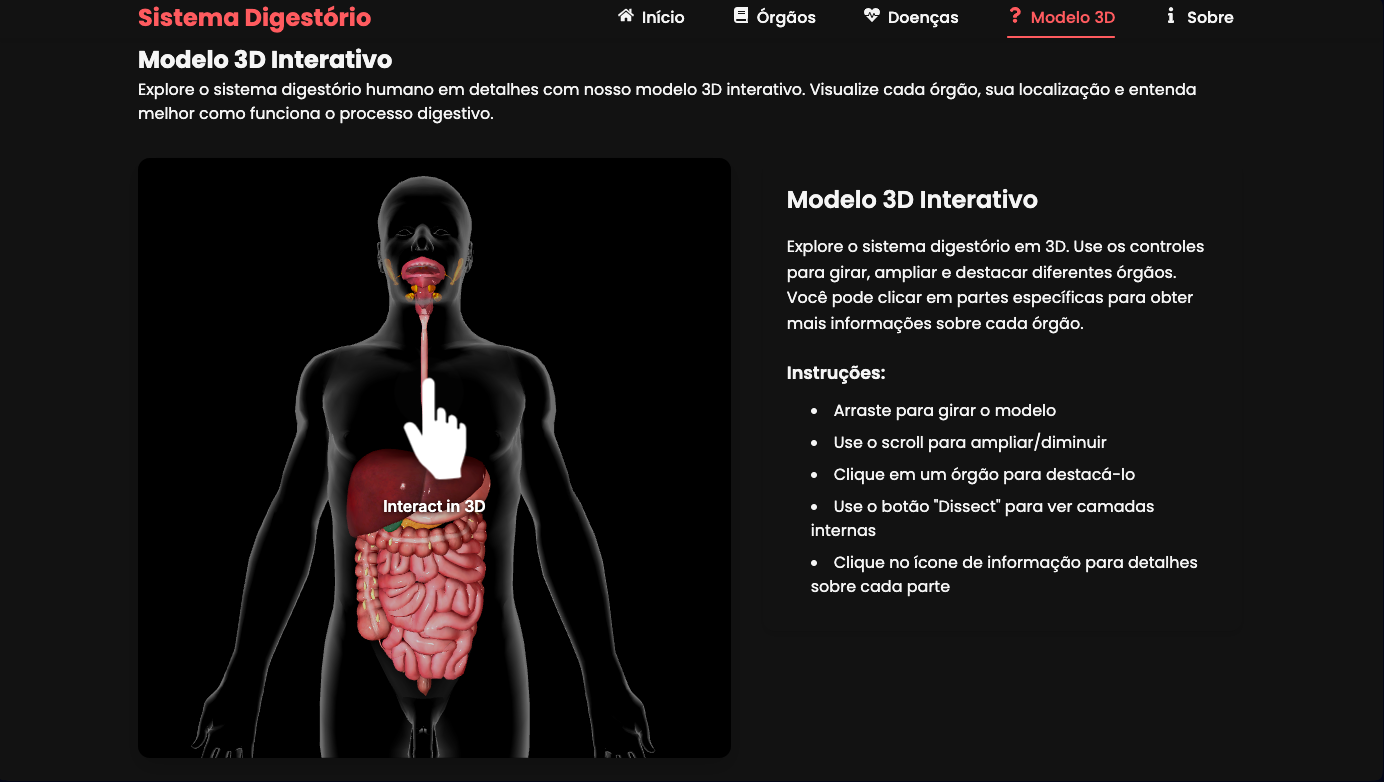 Sistema Digestório
Início
Órgãos
Doenças
Modelo 3D
Sobre
Modelo 3D Interativo
Explore o sistema digestório humano em detalhes com nosso modelo 3D interativo. Visualize cada órgão, sua localização e entenda
melhor como funciona o processo digestivo.
Interact in 3D
Modelo 3D Interativo
Explore o sistema digestório em 3D. Use os controles
para girar, ampliar e destacar diferentes órgãos.
Você pode clicar em partes específicas para obter
mais informações sobre cada órgão.
Instruções:
• Arraste para girar o modelo
• Use o scroll para ampliar/diminuir
• Clique em um órgão para destacá-lo
• Use o botão "Dissect" para ver camadas
internas
• Clique no ícone de informação para detalhes
sobre cada parte